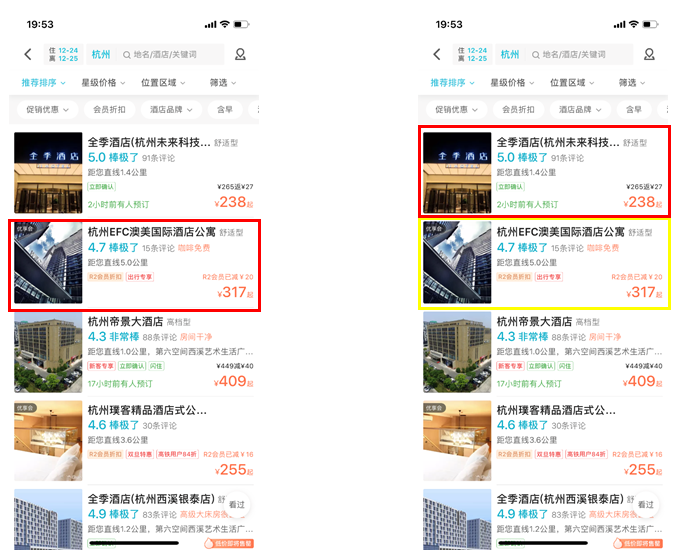 19:53
住 12-24
离 12-25
杭州
地名/酒店/关键词
推荐排序 星级价格 位置区域 筛选
促销优惠 会员折扣 酒店品牌 含早
全季酒店
全季酒店(杭州未来科技... 舒适型
5.0 棒极了 91条评论
距您直线1.4公里
立即确认 ¥265返¥27
2小时前有人预订 ¥238起
优享会
杭州EFC澳美国际酒店公寓 舒适型
4.7 棒极了 15条评论 咖啡免费
距您直线5.0公里
R2会员折扣 出行专享 R2会员已减¥20
¥317起
杭州帝景大酒店 高档型
4.3 非常棒 88条评论 房间干净
距您直线1.0公里，第六空间西溪艺术生活广...
新客专享 立即确认 闪住 ¥449减¥40
17小时前有人预订 ¥409起
优享会
杭州璞客精品酒店式公...
4.6 棒极了 30条评论
距您直线3.6公里
R2会员折扣 双旦特惠 高铁用户84折 R2会员已减¥16
¥255起
全季酒店(杭州西溪银泰店) 舒
4.9 棒极了 83条评论 高级大床房
看过
距您直线1.2公里，第六空间西溪艺术生活广...
低价即将售罄
19:53
住 12-24
离 12-25
杭州
地名/酒店/关键词
推荐排序 星级价格 位置区域 筛选
促销优惠 会员折扣 酒店品牌 含早
全季酒店
全季酒店(杭州未来科技... 舒适型
5.0 棒极了 91条评论
距您直线1.4公里
立即确认 ¥265返¥27
2小时前有人预订 ¥238起
优享会
杭州EFC澳美国际酒店公寓 舒适型
4.7 棒极了 15条评论 咖啡免费
距您直线5.0公里
R2会员折扣 出行专享 R2会员已减¥20
¥317起
杭州帝景大酒店 高档型
4.3 非常棒 88条评论 房间干净
距您直线1.0公里，第六空间西溪艺术生活广...
新客专享 立即确认 闪住 ¥449减¥40
17小时前有人预订 ¥409起
优享会
杭州璞客精品酒店式公...
4.6 棒极了 30条评论
距您直线3.6公里
R2会员折扣 双旦特惠 高铁用户84折 R2会员已减¥16
¥255起
全季酒店(杭州西溪银泰店) 舒
4.9 棒极了 83条评论 高级大床房
看过
距您直线1.2公里，第六空间西溪艺术生活广...
低价即将售罄